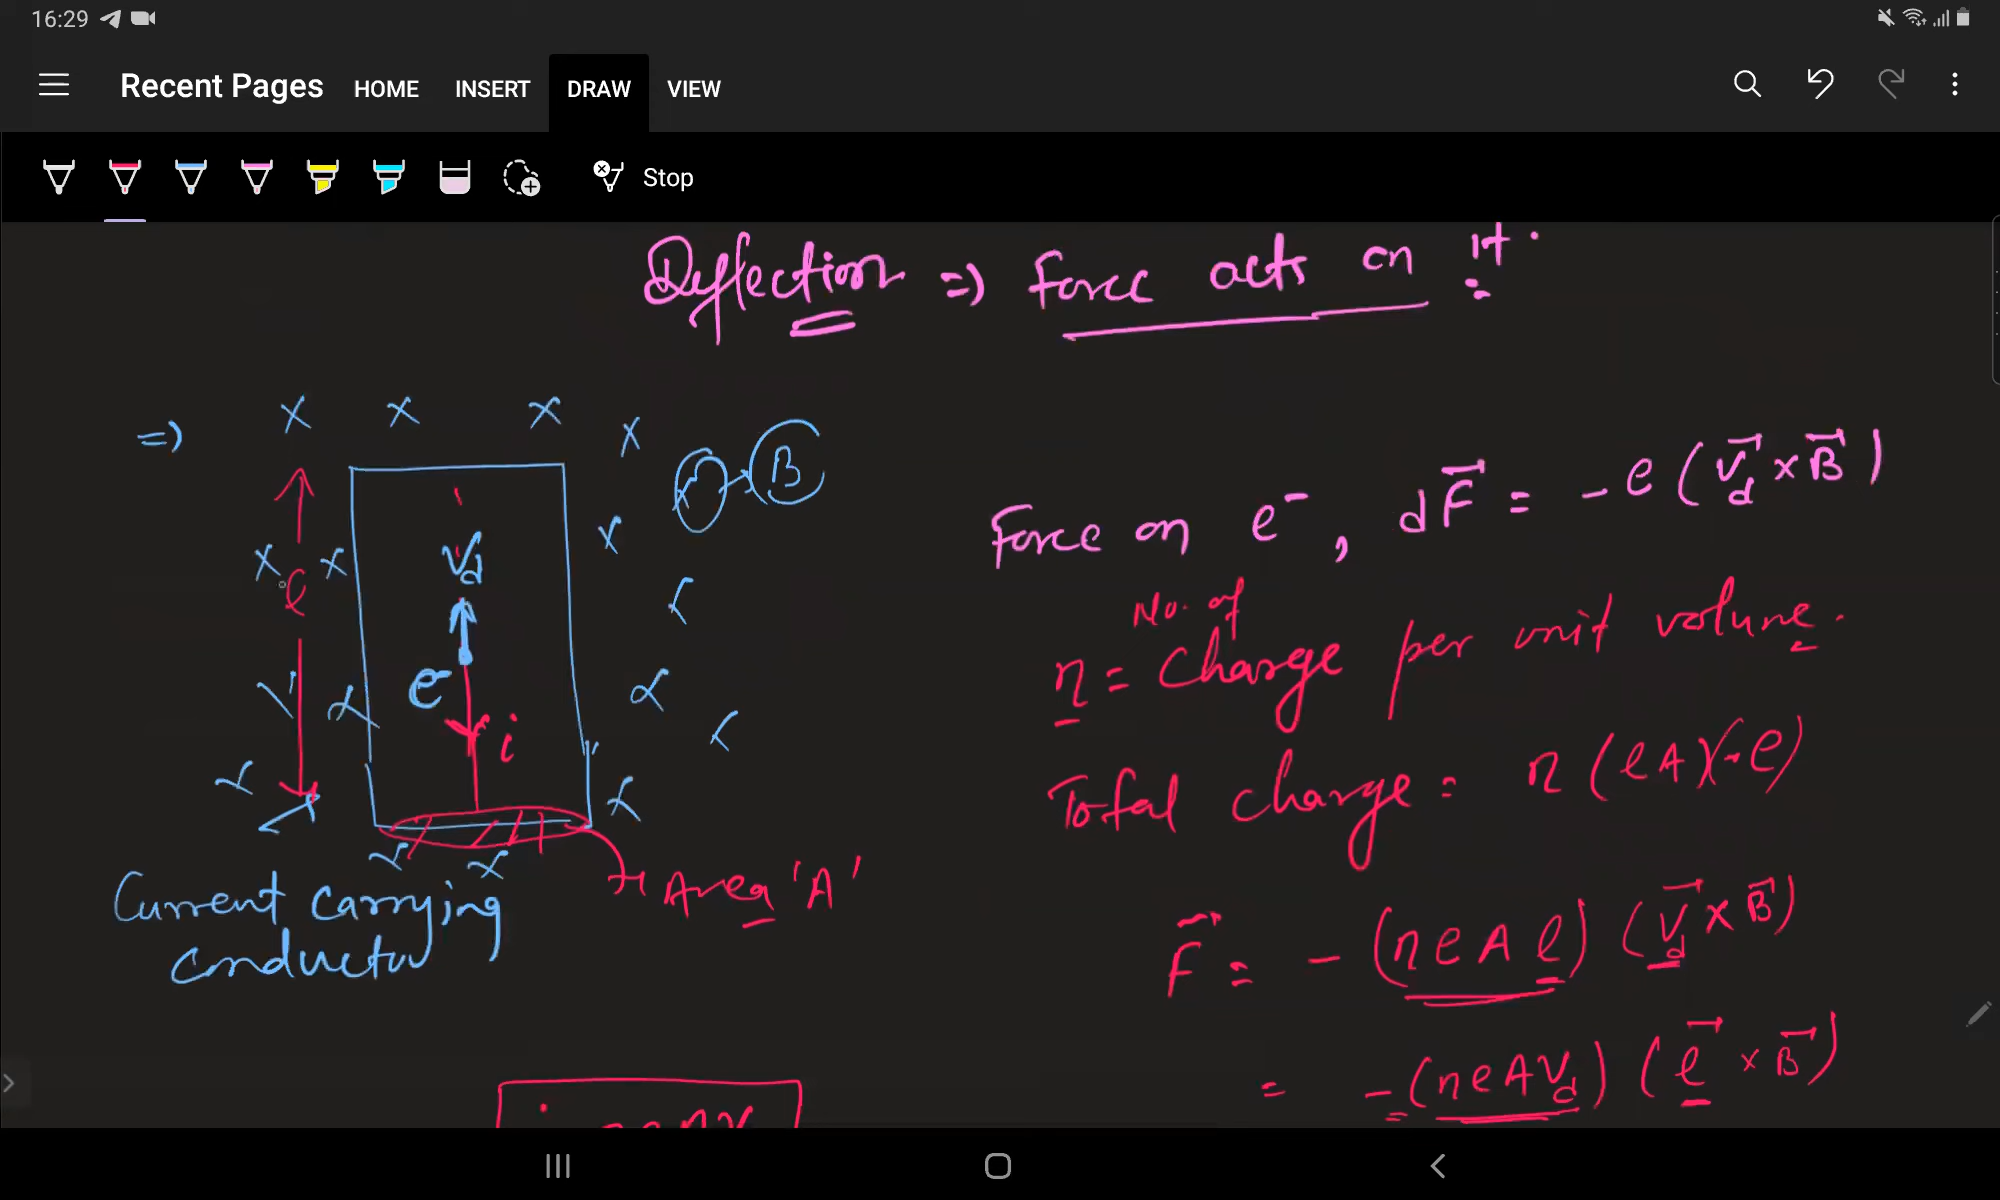 16:29
Recent Pages HOME INSERT DRAW VIEW
Stop
Deflection => Force acts on it.
=> x x x x
x → B
x x l x
Vd
e⁻
i
Area 'A'
Current Carrying
conductor
Force on e⁻, dF⃗ = -e (V⃗d × B⃗)
No. of
n = Charge per unit volume.
Total charge = n (lA)(-e)
F⃗ = - (neAl) (V⃗d × B⃗)
= -(neAVd) (l⃗ × B⃗)